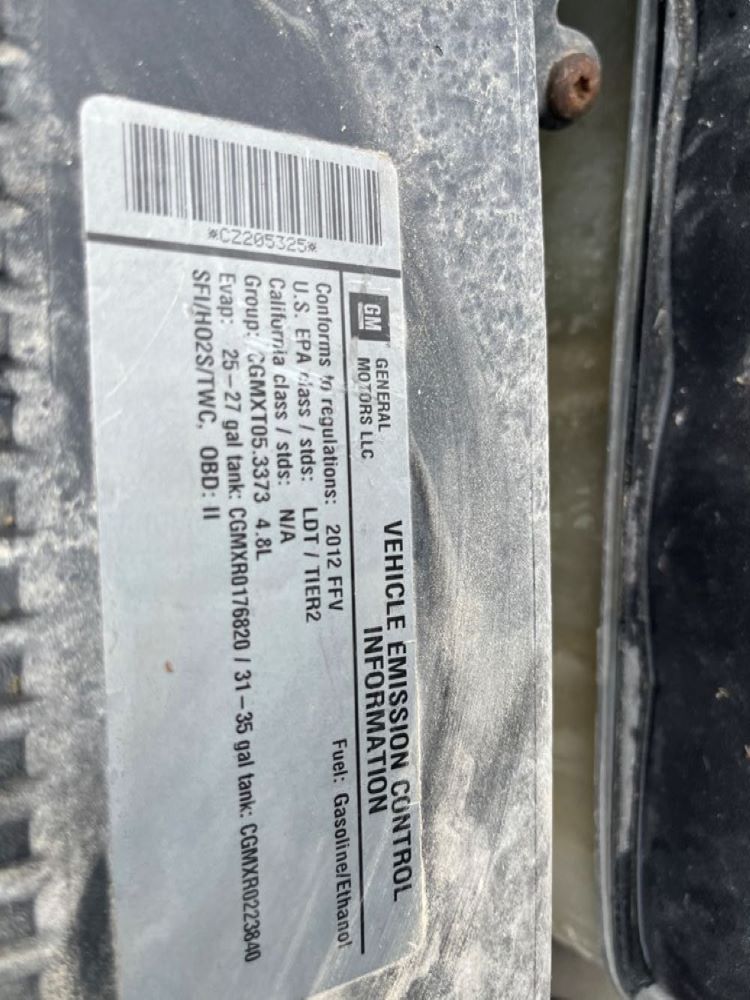 *CZ205325*
GM GENERAL
MOTORS LLC
VEHICLE EMISSION CONTROL
INFORMATION
Conforms to regulations: 2012 FFV Fuel: Gasoline/Ethanol
U.S. EPA class / stds: LDT / TIER2
California class / stds: N/A
Group: CGMXT05.3373 4.8L
Evap: 25-27 gal tank: CGMXR0176820 / 31-35 gal tank: CGMXR0223840
SFI/HO2S/TWC, OBD: II